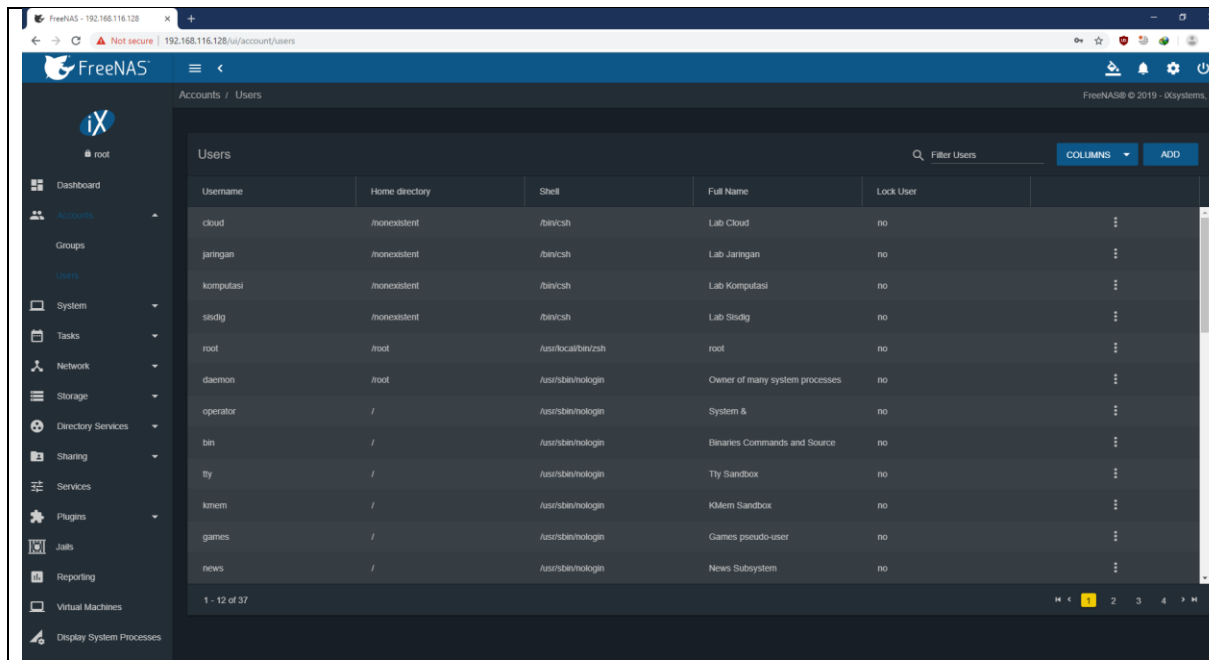 FreeNAS - 192.168.116.128
Not secure | 192.168.116.128/ui/account/users
FreeNAS
Accounts / Users
FreeNAS® © 2019 - iXsystems,
iX
root
Users
Filter Users
COLUMNS
ADD
Dashboard
Accounts
Groups
Users
System
Tasks
Network
Storage
Directory Services
Sharing
Services
Plugins
Jails
Reporting
Virtual Machines
Display System Processes
Username Home directory Shell Full Name Lock User
cloud /nonexistent /bin/csh Lab Cloud no
jaringan /nonexistent /bin/csh Lab Jaringan no
komputasi /nonexistent /bin/csh Lab Komputasi no
sisdig /nonexistent /bin/csh Lab Sisdig no
root /root /usr/local/bin/zsh root no
daemon /root /usr/sbin/nologin Owner of many system processes no
operator / /usr/sbin/nologin System & no
bin / /usr/sbin/nologin Binaries Commands and Source no
tty / /usr/sbin/nologin Tty Sandbox no
kmem / /usr/sbin/nologin KMem Sandbox no
games / /usr/sbin/nologin Games pseudo-user no
news / /usr/sbin/nologin News Subsystem no
1 - 12 of 37
1 2 3 4